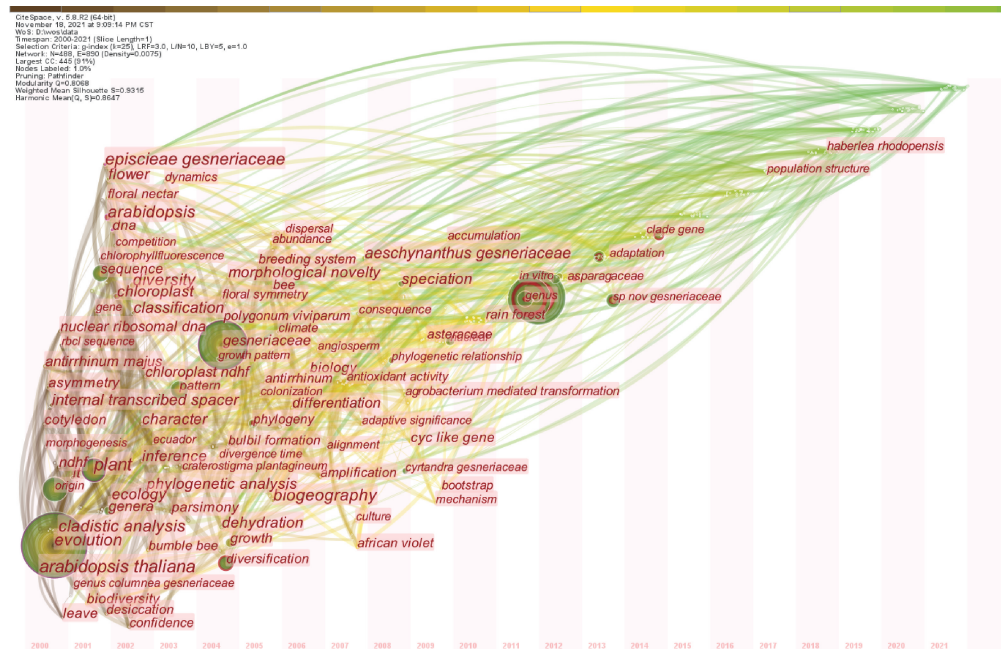 CiteSpace, v. 5.8.R2 (64-bit)
November 18, 2021 at 9:09:14 PM CST
WoS: D:\wos\data
Timespan: 2000-2021 (Slice Length=1)
Selection Criteria: g-index (k=25), LRF=3.0, L/N=10, LBY=5, e=1.0
Network: N=488, E=890 (Density=0.0075)
Largest CC: 445 (91%)
Nodes Labeled: 1.0%
Pruning: Pathfinder
Modularity Q=0.8068
Weighted Mean Silhouette S=0.9315
Harmonic Mean(Q, S)=0.8647
haberlea rhodopensis
episcieae gesneriaceae
population structure
flower
dynamics
floral nectar
arabidopsis
dna
dispersal
clade gene
competition
abundance
accumulation
chlorophyllfluorescence
breeding system
aeschynanthus gesneriaceae
adaptation
sequence
morphological novelty
in vitro
asparagaceae
diversity
bee
speciation
chloroplast
floral symmetry
genus
sp nov gesneriaceae
gene
classification
polygonum viviparum
consequence
rain forest
nuclear ribosomal dna
climate
asteraceae
rbcl sequence
gesneriaceae
angiosperm
growth pattern
phylogenetic relationship
antirrhinum majus
chloroplast ndhf
biology
asymmetry
pattern
antirrhinum
antioxidant activity
colonization
agrobacterium mediated transformation
internal transcribed spacer
differentiation
cotyledon
character
phylogeny
adaptive significance
morphogenesis
ecuador
bulbil formation
alignment
cyc like gene
inference
divergence time
ndhf
plant
craterostigma plantagineum
amplification
cyrtandra gesneriaceae
it
origin
phylogenetic analysis
bootstrap
ecology
biogeography
mechanism
genera
parsimony
culture
cladistic analysis
dehydration
evolution
bumble bee
growth
african violet
arabidopsis thaliana
diversification
genus columnea gesneriaceae
biodiversity
leave
desiccation
confidence
2000 2001 2002 2003 2004 2005 2006 2007 2008 2009 2010 2011 2012 2013 2014 2015 2016 2017 2018 2019 2020 2021